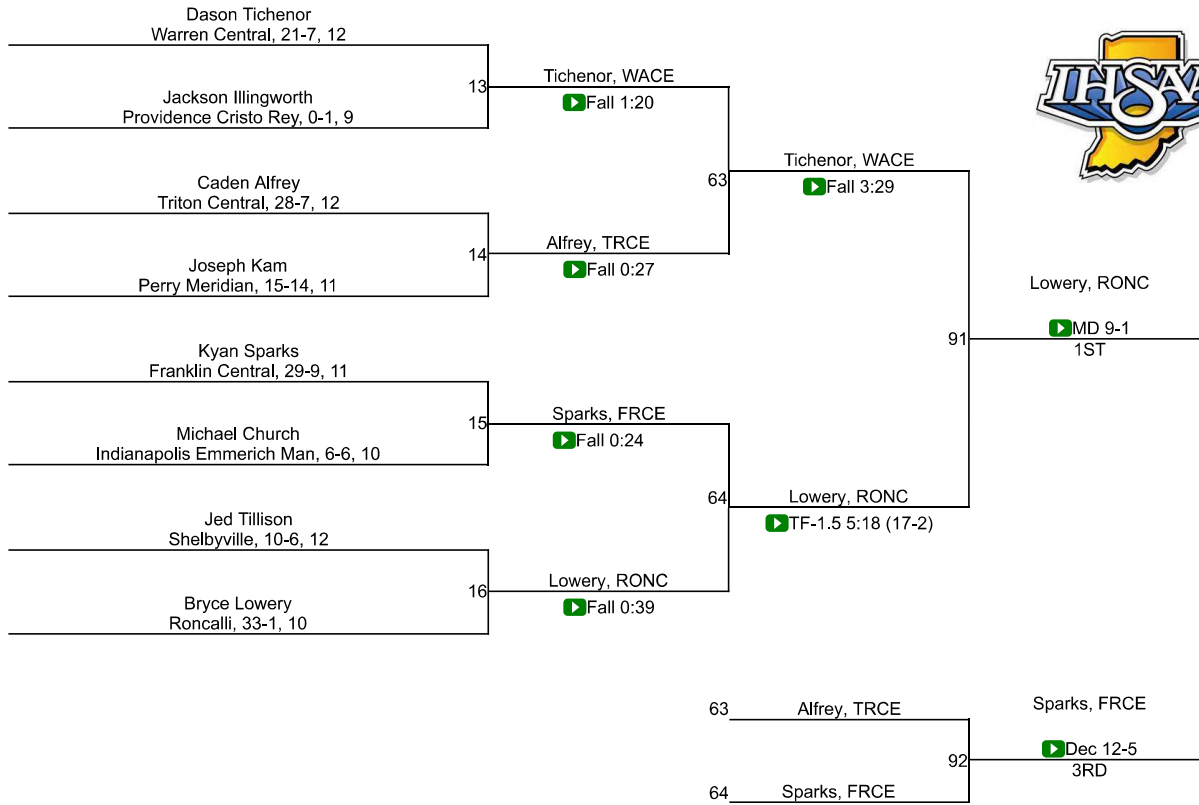 Dason Tichenor
Warren Central, 21-7, 12
13
Tichenor, WACE
Fall 1:20
Jackson Illingworth
Providence Cristo Rey, 0-1, 9
IHSAA
63
Tichenor, WACE
Fall 3:29
Caden Alfrey
Triton Central, 28-7, 12
14
Alfrey, TRCE
Fall 0:27
Joseph Kam
Perry Meridian, 15-14, 11
91
Lowery, RONC
MD 9-1
1ST
Kyan Sparks
Franklin Central, 29-9, 11
15
Sparks, FRCE
Fall 0:24
Michael Church
Indianapolis Emmerich Man, 6-6, 10
64
Lowery, RONC
TF-1.5 5:18 (17-2)
Jed Tillison
Shelbyville, 10-6, 12
16
Lowery, RONC
Fall 0:39
Bryce Lowery
Roncalli, 33-1, 10
63
Alfrey, TRCE
92
Sparks, FRCE
Dec 12-5
3RD
64
Sparks, FRCE